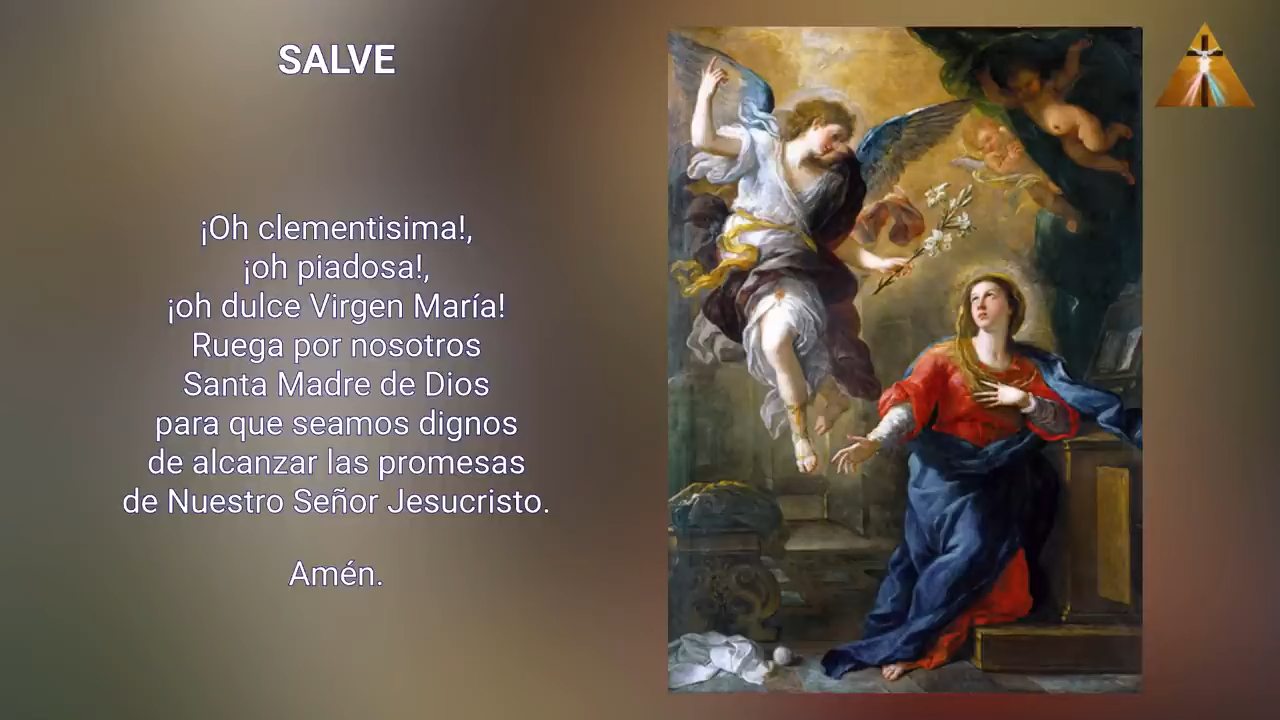 SALVE
¡Oh clementisima!,
¡oh piadosa!,
¡oh dulce Virgen María!
Ruega por nosotros
Santa Madre de Dios
para que seamos dignos
de alcanzar las promesas
de Nuestro Señor Jesucristo.
Amén.